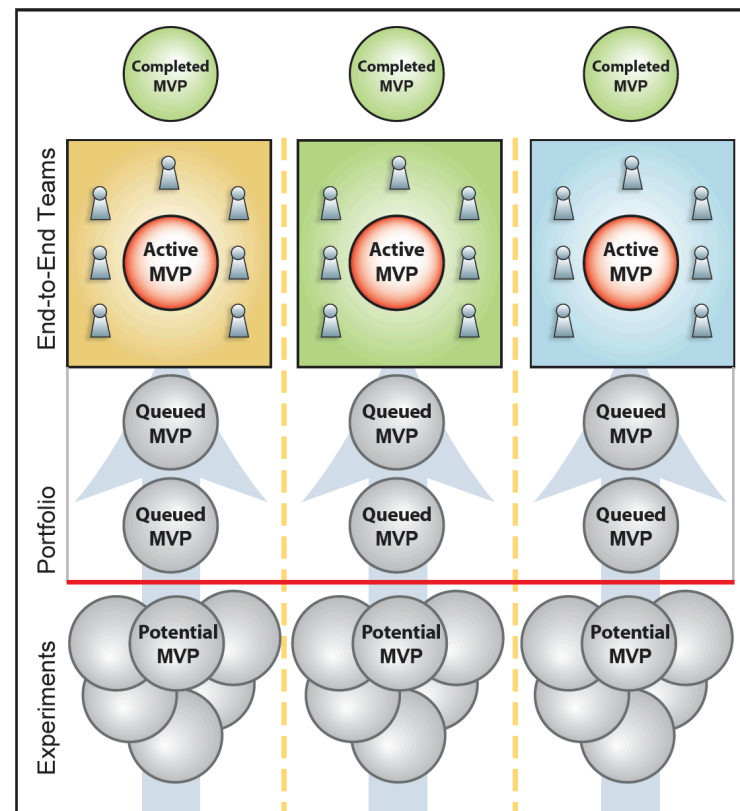 Completed
MVP
Completed
MVP
Completed
MVP
End-to-End Teams
Active
MVP
Active
MVP
Active
MVP
Portfolio
Queued
MVP
Queued
MVP
Queued
MVP
Queued
MVP
Queued
MVP
Queued
MVP
Experiments
Potential
MVP
Potential
MVP
Potential
MVP